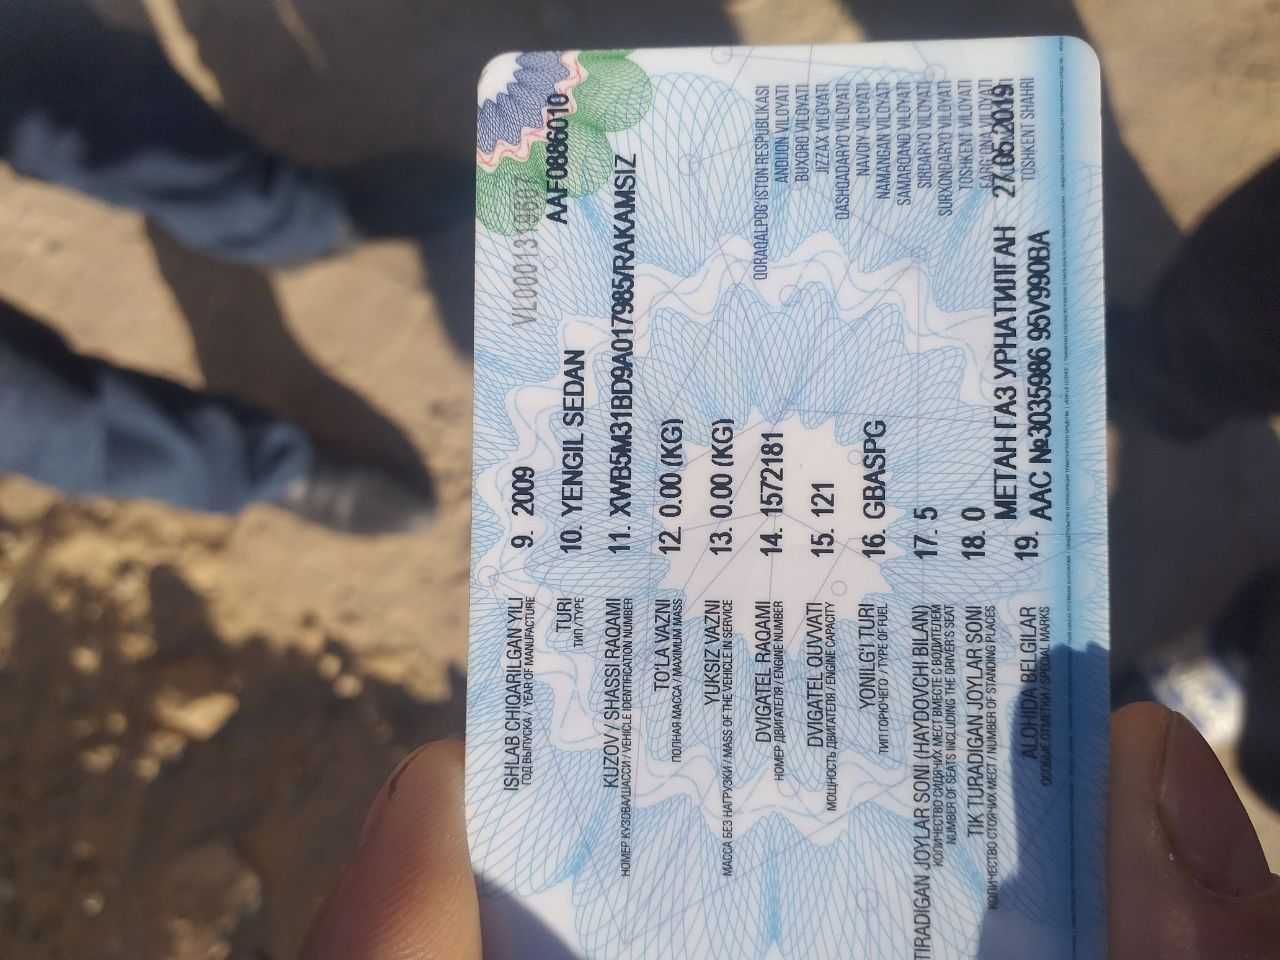 VL0001319607
AAF0886010
ISHLAB CHIQARILGAN YILI
ГОД ВЫПУСКА / YEAR OF MANUFACTURE
9. 2009
TURI
ТИП / TYPE
10. YENGIL SEDAN
KUZOV / SHASSI RAQAMI
НОМЕР КУЗОВА/ШАССИ / VEHICLE IDENTIFICATION NUMBER
11. XWB5M31BD9A017985/RAKAMSIZ
TO'LA VAZNI
ПОЛНАЯ МАССА / MAXIMUM MASS
12. 0.00 (KG)
YUKSIZ VAZNI
МАССА БЕЗ НАГРУЗКИ / MASS OF THE VEHICLE IN SERVICE
13. 0.00 (KG)
DVIGATEL RAQAMI
НОМЕР ДВИГАТЕЛЯ / ENGINE NUMBER
14. 1572181
DVIGATEL QUVVATI
МОЩНОСТЬ ДВИГАТЕЛЯ / ENGINE CAPACITY
15. 121
YONILG'I TURI
ТИП ГОРЮЧЕГО / TYPE OF FUEL
16. GBASPG
TIRADIGAN JOYLAR SONI (HAYDOVCHI BILAN)
КОЛИЧЕСТВО СИДЯЧИХ МЕСТ ВМЕСТЕ С ВОДИТЕЛЕМ
NUMBER OF SEATS INCLUDING THE DRIVER'S SEAT
17. 5
TIK TURADIGAN JOYLAR SONI
КОЛИЧЕСТВО СТОЯЧИХ МЕСТ / NUMBER OF STANDING PLACES
18. 0
ALOHIDA BELGILAR
ОСОБЫЕ ОТМЕТКИ / SPECIAL MARKS
19.
МЕТАН ГАЗ УРНАТИЛГАН 27.05.2019
ААС №3035986 95V990BA
QORAQALPOG'ISTON RESPUBLIKASI
ANDIJON VILOYATI
BUXORO VILOYATI
JIZZAX VILOYATI
QASHQADARYO VILOYATI
NAVOIY VILOYATI
NAMANGAN VILOYATI
SAMARQAND VILOYATI
SIRDARYO VILOYATI
SURXONDARYO VILOYATI
TOSHKENT VILOYATI
FARG'ONA VILOYATI
TOSHKENT SHAHRI